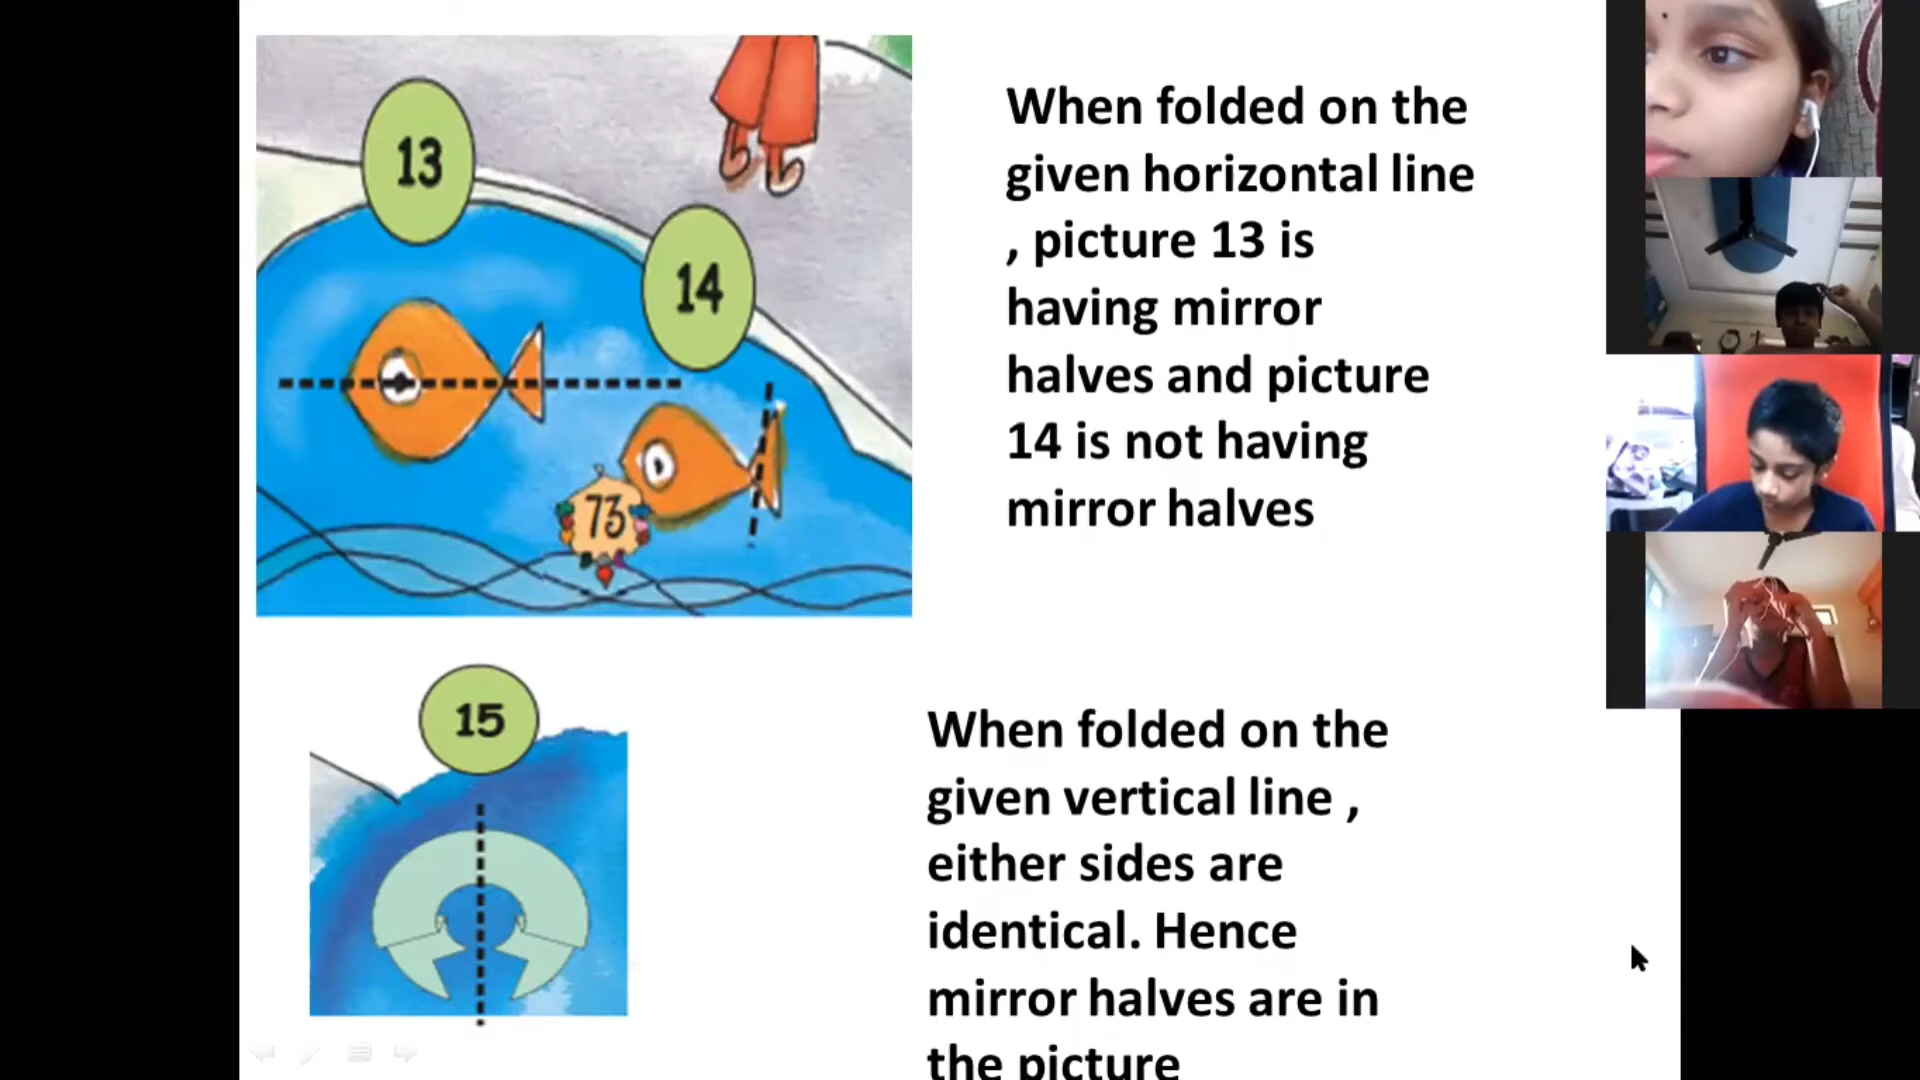 13
14
73
When folded on the
given horizontal line
, picture 13 is
having mirror
halves and picture
14 is not having
mirror halves
15
When folded on the
given vertical line ,
either sides are
identical. Hence
mirror halves are in
the picture